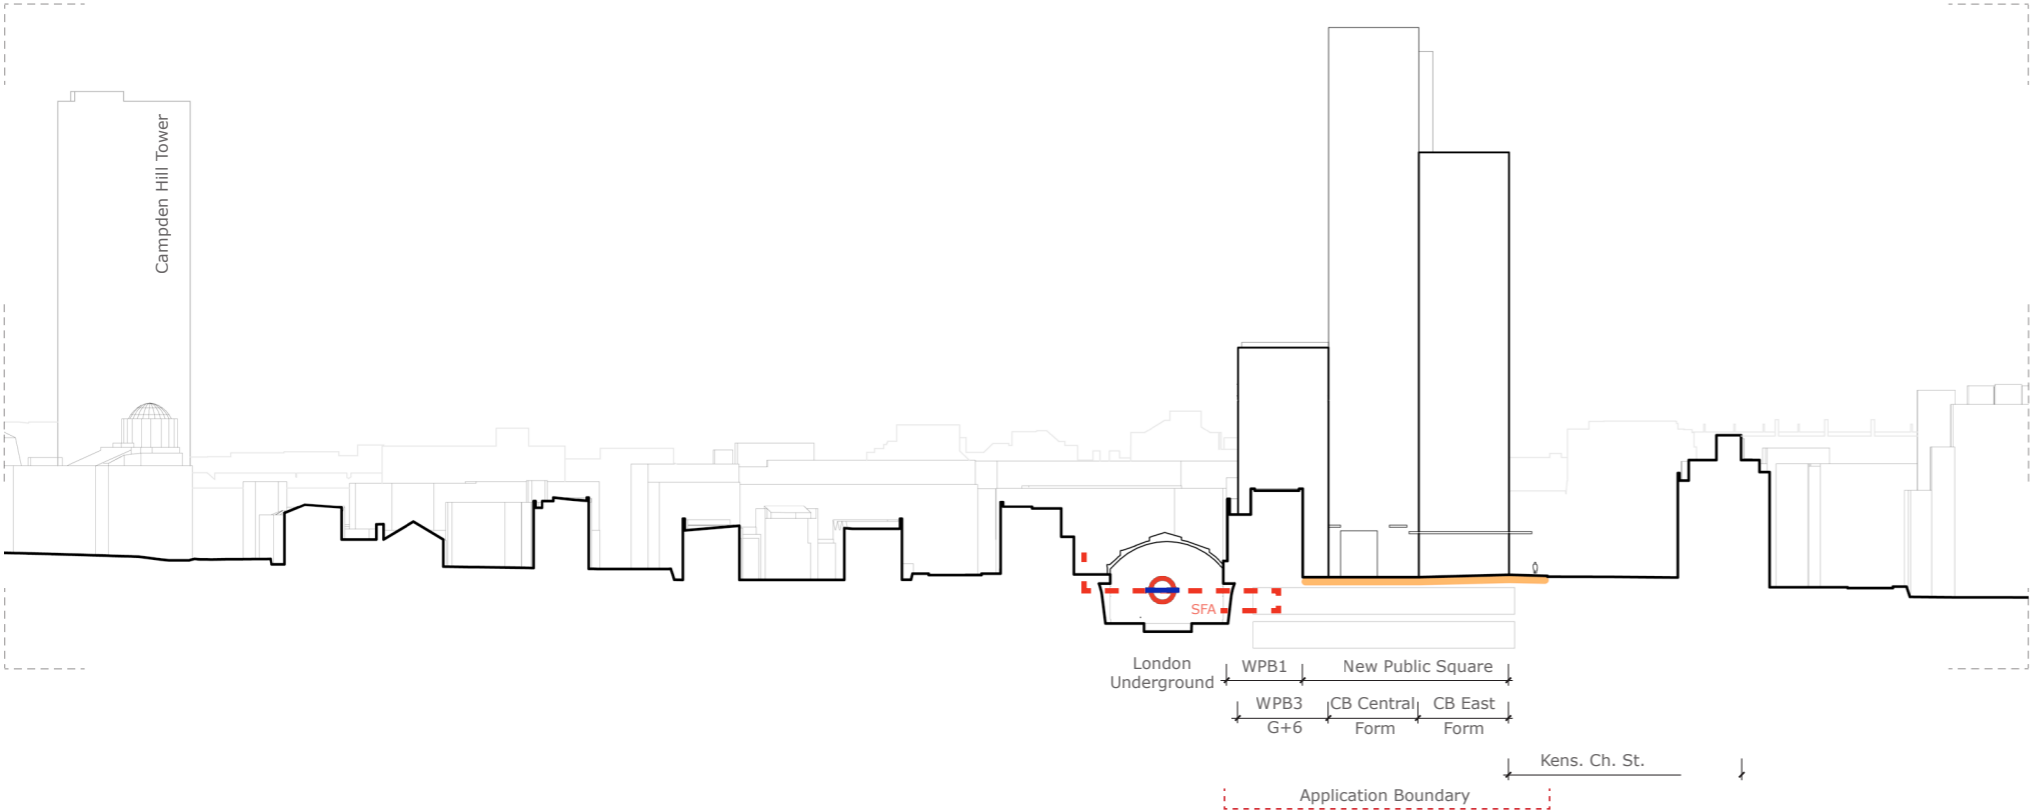 Campden Hill Tower
SFA
London
Underground
WPB1
New Public Square
WPB3
G+6
CB Central
Form
CB East
Form
Kens. Ch. St.
Application Boundary